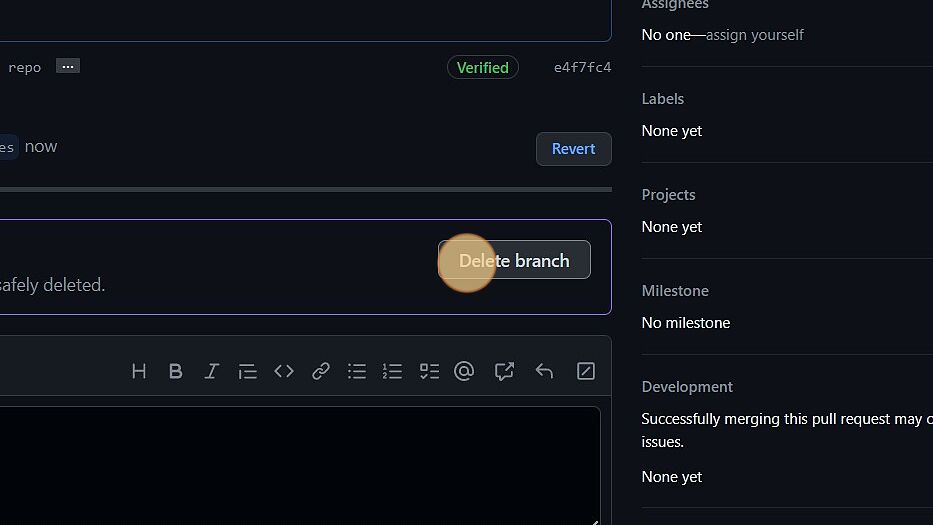 Assignees
No one—assign yourself
repo ...
Verified
e4f7fc4
Labels
None yet
es now
Revert
Projects
None yet
Delete branch
safely deleted.
Milestone
No milestone
Development
Successfully merging this pull request may
issues.
None yet